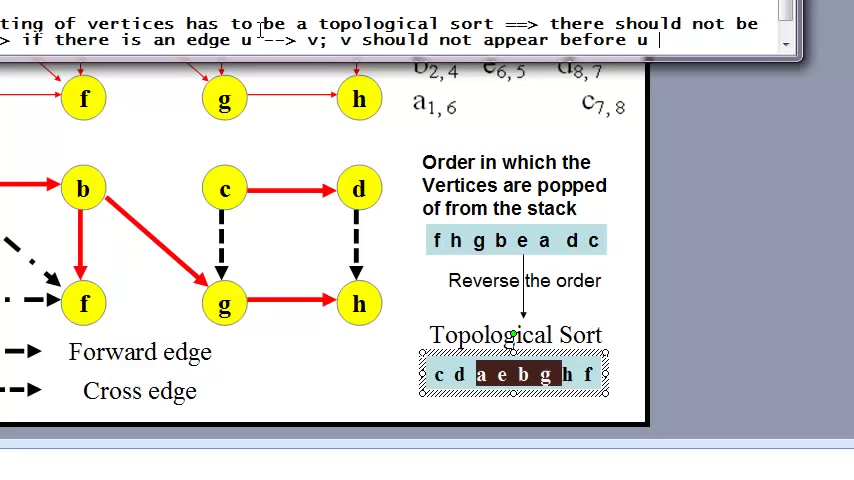 ting of vertices has to be a topological sort ==> there should not be
> if there is an edge u --> v; v should not appear before u
f g h
b2, 4 e6, 5 d8, 7
a1, 6 c7, 8
Order in which the
Vertices are popped
of from the stack
b c d
f h g b e a d c
Reverse the order
f g h
Topological Sort
Forward edge
c d a e b g h f
Cross edge